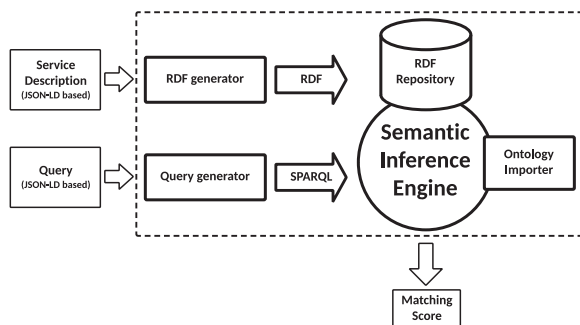 Service
Description
(JSON-LD based)
RDF generator
RDF
RDF
Repository
Semantic
Inference
Engine
Ontology
Importer
Query
(JSON-LD based)
Query generator
SPARQL
Matching
Score